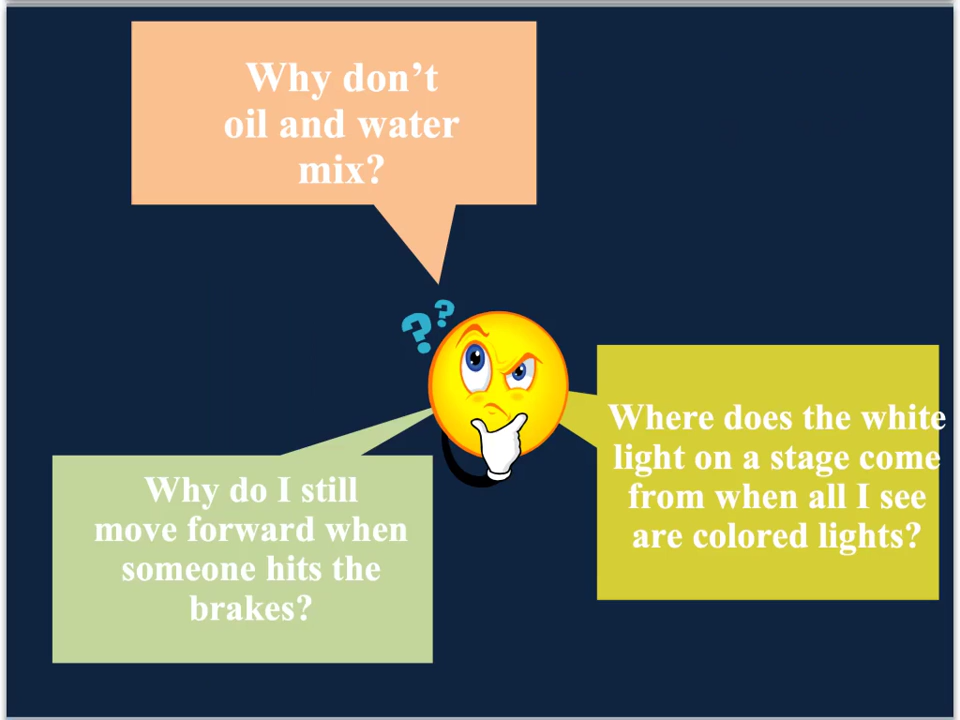 Why don’t
oil and water
mix?
? ?
Where does the white
light on a stage come
from when all I see
are colored lights?
Why do I still
move forward when
someone hits the
brakes?